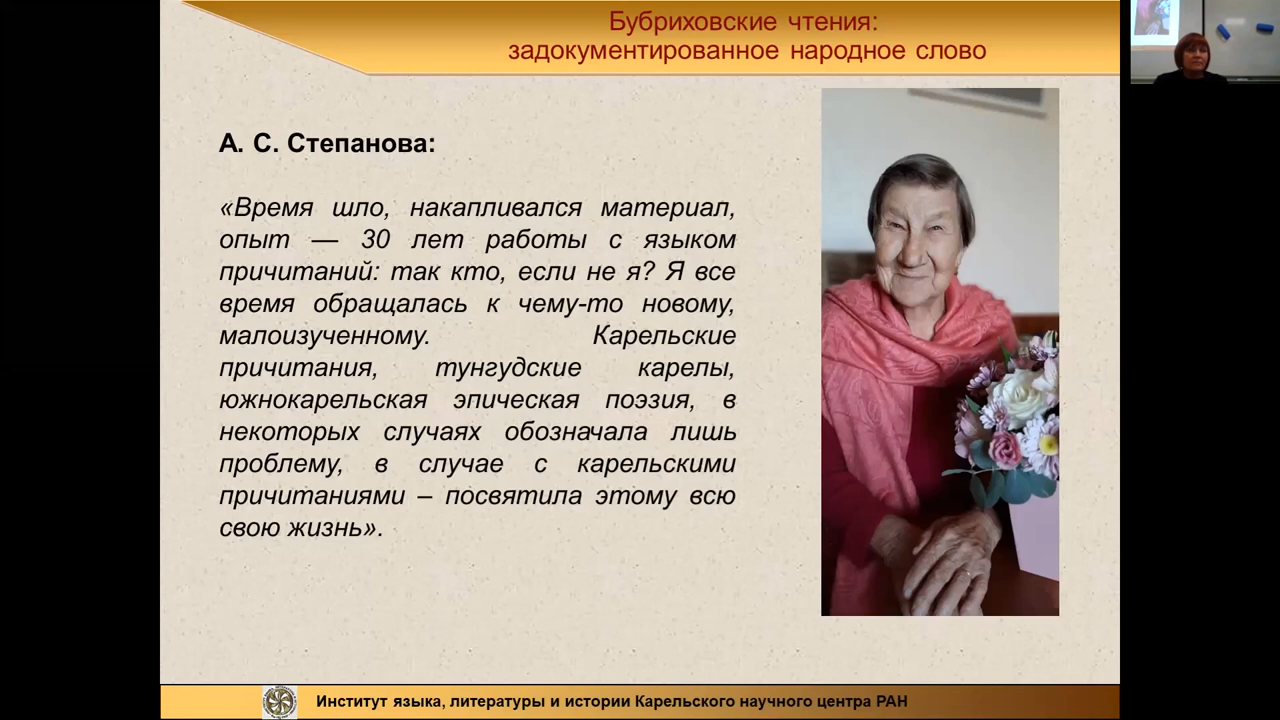 Бубриховские чтения:
задокументированное народное слово
А. С. Степанова:
«Время шло, накапливался материал,
опыт — 30 лет работы с языком
причитаний: так кто, если не я? Я все
время обращалась к чему-то новому,
малоизученному. Карельские
причитания, тунгудские карелы,
южнокарельская эпическая поэзия, в
некоторых случаях обозначала лишь
проблему, в случае с карельскими
причитаниями – посвятила этому всю
свою жизнь».
Институт языка, литературы и истории Карельского научного центра РАН